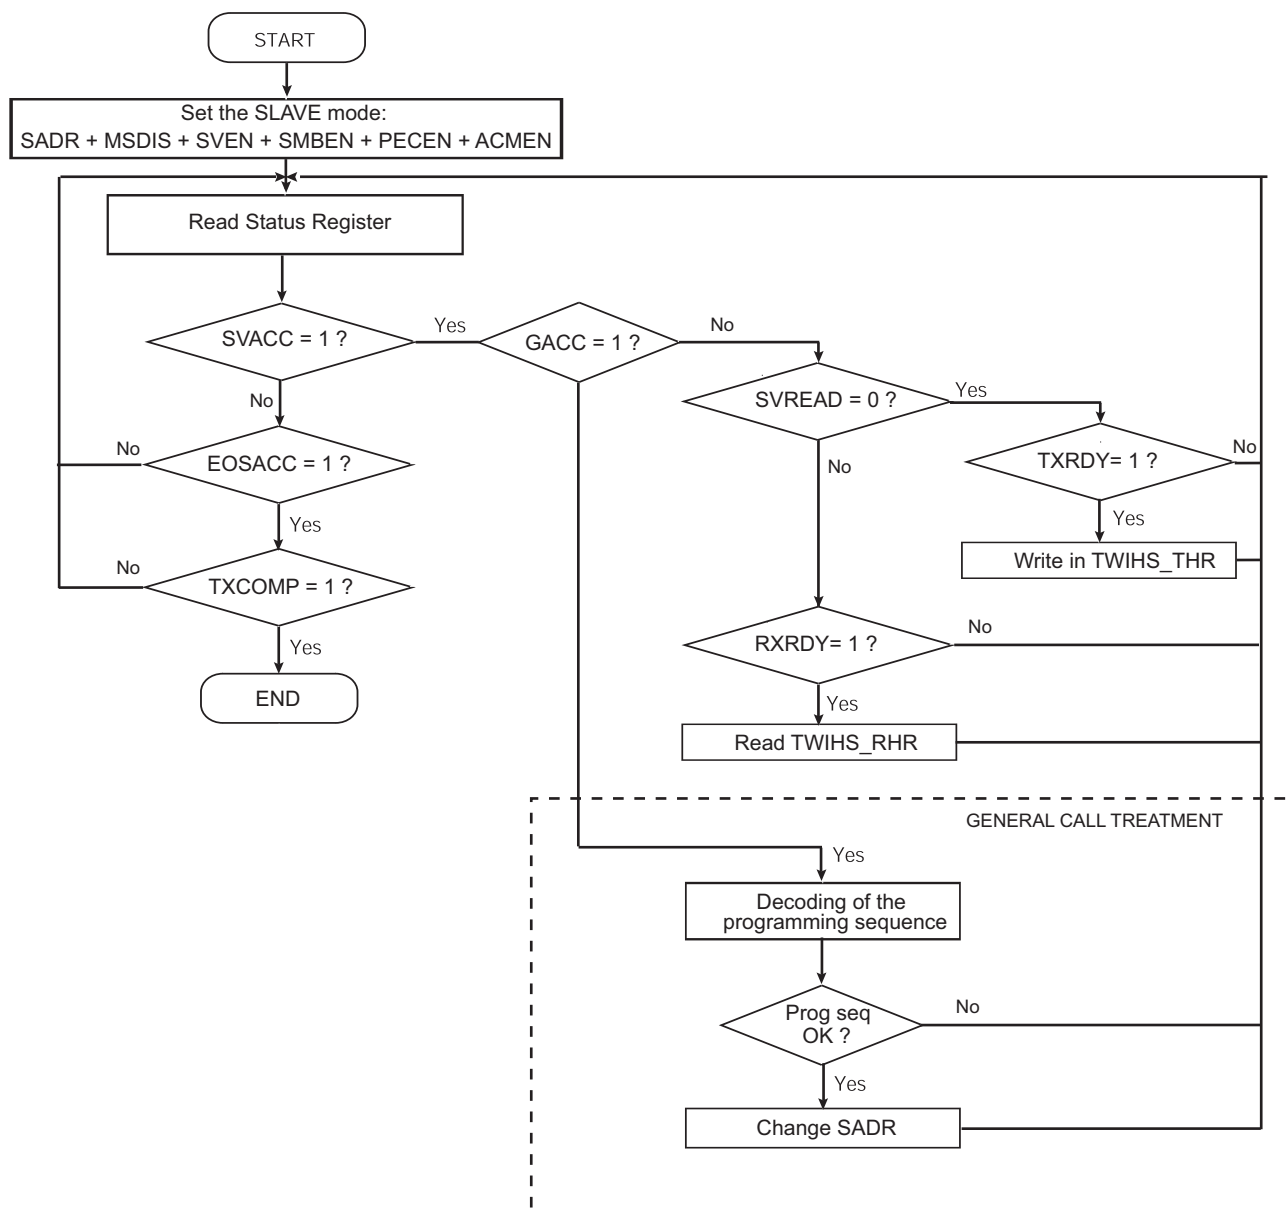 START
Set the SLAVE mode:
SADR + MSDIS + SVEN + SMBEN + PECEN + ACMEN
Read Status Register
SVACC = 1 ?
Yes
GACC = 1 ?
No
SVREAD = 0 ?
Yes
No
EOSACC = 1 ?
No
No
TXRDY= 1 ?
No
Yes
Yes
Write in TWIHS_THR
TXCOMP = 1 ?
No
Yes
RXRDY= 1 ?
No
END
Yes
Read TWIHS_RHR
GENERAL CALL TREATMENT
Yes
Decoding of the
programming sequence
Prog seq
OK ?
No
Yes
Change SADR